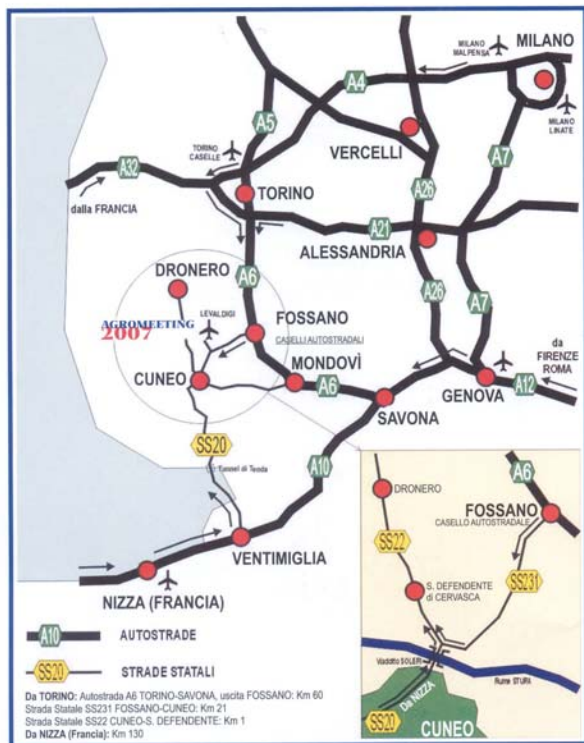 MILANO
MALPENSA
MILANO
A4
A5
MILANO
LINATE
VERCELLI
A7
TORINO
CASELLE
A32
A26
dalla FRANCIA
TORINO
A21
ALESSANDRIA
DRONERO
A6
A26
LEVALDIGI
FOSSANO
A7
AGROMEETING
2007
CASELLI AUTOSTRADALI
da
FIRENZE
ROMA
MONDOVÌ
CUNEO
A6
GENOVA
A12
SAVONA
SS20
A10
VENTIMIGLIA
NIZZA (FRANCIA)
A6
DRONERO
FOSSANO
CASELLO AUTOSTRADALE
SS22
SS231
S. DEFENDENTE
di CERVASCA
Viadotto SOLERI
Fiume STURA
Da NIZZA
SS20
CUNEO
A10 AUTOSTRADE
SS20 STRADE STATALI
Da TORINO: Autostrada A6 TORINO-SAVONA, uscita FOSSANO: Km 60
Strada Statale SS231 FOSSANO-CUNEO: Km 21
Strada Statale SS22 CUNEO-S. DEFENDENTE: Km 1
Da NIZZA (Francia): Km 130